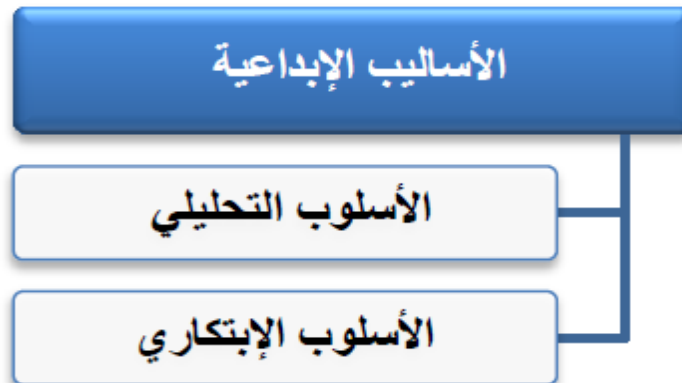 الأساليب الإبداعية
الأسلوب التحليلي
الأسلوب الإبتكاري